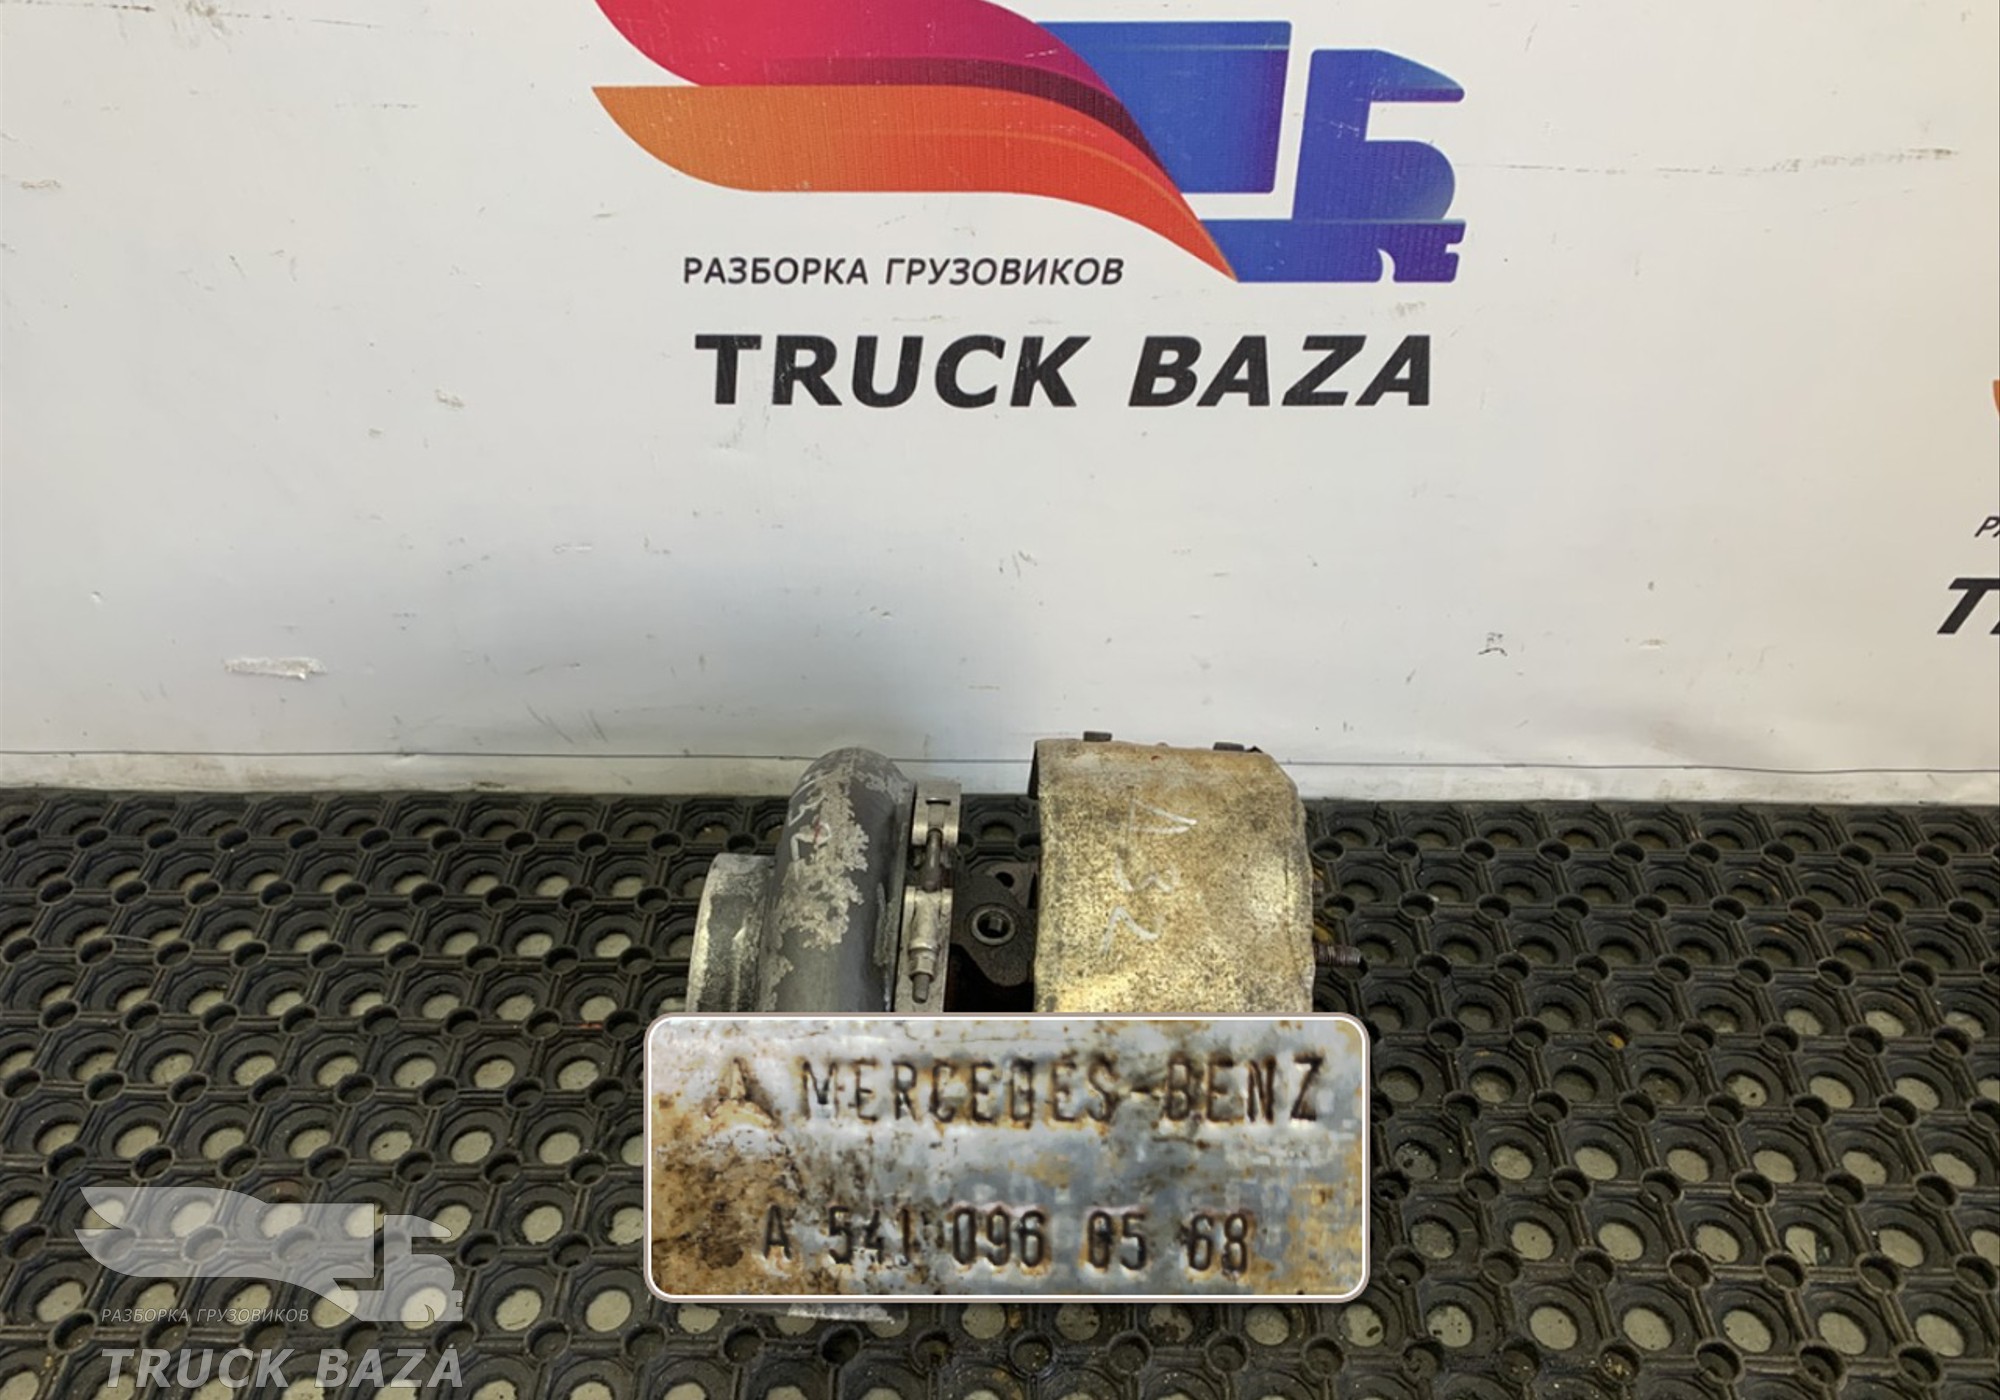 РАЗБОРКА ГРУЗОВИКОВ
TRUCK BAZA
MERCEDES-BENZ
A 541 096 05 68
РАЗБОРКА ГРУЗОВИКОВ
TRUCK BAZA